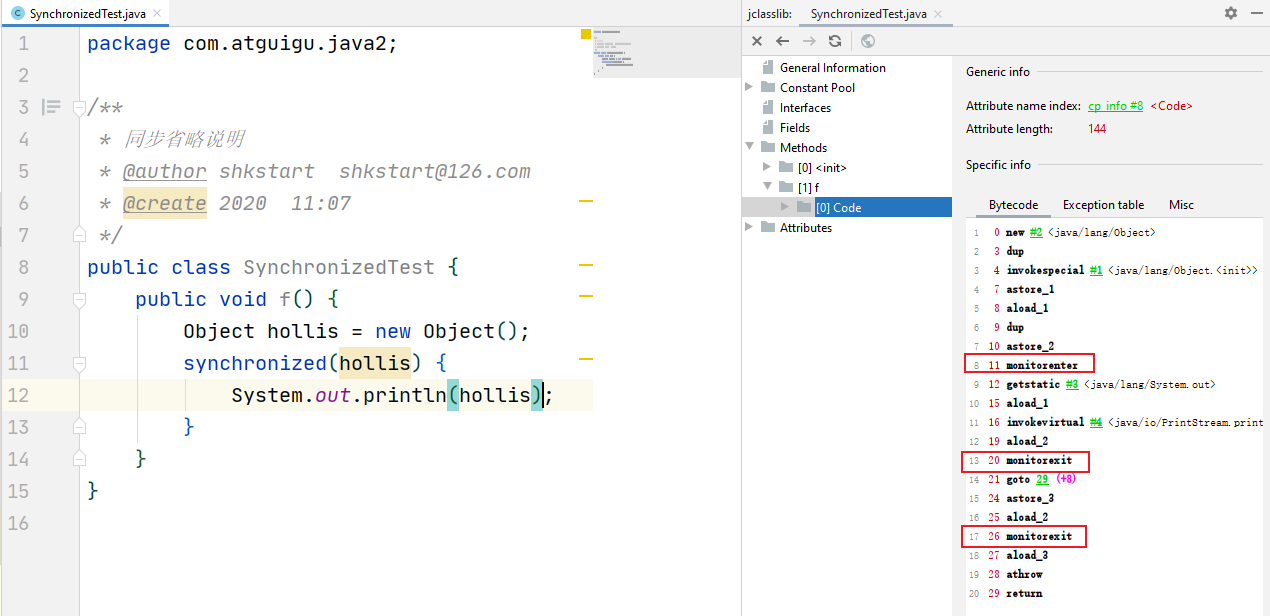 SynchronizedTest.java
1 package com.atguigu.java2;
2
3 /**
4 * 同步省略说明
5 * @author shkstart  shkstart@126.com
6 * @create 2020  11:07
7 */
8 public class SynchronizedTest {
9 public void f() {
10 Object hollis = new Object();
11 synchronized(hollis) {
12 System.out.println(hollis);
13 }
14 }
15 }
16
jclasslib: SynchronizedTest.java
General Information
Constant Pool
Interfaces
Fields
Methods
[0] <init>
[1] f
[0] Code
Attributes
Generic info
Attribute name index: cp_info #8 <Code>
Attribute length: 144
Specific info
Bytecode Exception table Misc
1 0 new #2 <java/lang/Object>
2 3 dup
3 4 invokespecial #1 <java/lang/Object.<init>>
4 7 astore_1
5 8 aload_1
6 9 dup
7 10 astore_2
8 11 monitorenter
9 12 getstatic #3 <java/lang/System.out>
10 15 aload_1
11 16 invokevirtual #4 <java/io/PrintStream.print
12 19 aload_2
13 20 monitorexit
14 21 goto 29 (+8)
15 24 astore_3
16 25 aload_2
17 26 monitorexit
18 27 aload_3
19 28 athrow
20 29 return